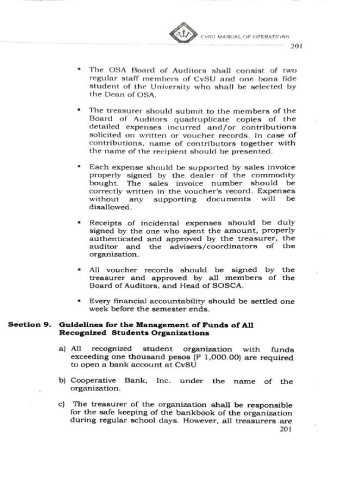 CvSU MANUAL OF OPERATIONS
201
▪ The OSA Board of Auditors shall consist of two
regular staff members of CvSU and one bona fide
student of the University who shall be selected by
the Dean of OSA.
▪ The treasurer should submit to the members of the
Board of Auditors quadruplicate copies of the
detailed expenses incurred and/or contributions
solicited on written or voucher records. In case of
contributions, name of contributors together with
the name of the recipient should be presented.
▪ Each expense should be supported by sales invoice
properly signed by the dealer of the commodity
bought. The sales invoice number should be
correctly written in the voucher's record. Expenses
without any supporting documents will be
disallowed.
▪ Receipts of incidental expenses should be duly
signed by the one who spent the amount, properly
authenticated and approved by the treasurer, the
auditor and the advisers/coordinators of the
organization.
▪ All voucher records should be signed by the
treasurer and approved by all members of the
Board of Auditors, and Head of SOSCA.
▪ Every financial accountability should be settled one
week before the semester ends.
Section 9. Guidelines for the Management of Funds of All
Recognized Students Organizations
a) All recognized student organization with funds
exceeding one thousand pesos (P 1,000.00) are required
to open a bank account at CvSU
b) Cooperative Bank, Inc. under the name of the
organization.
c) The treasurer of the organization shall be responsible
for the safe keeping of the bankbook of the organization
during regular school days. However, all treasurers are
201